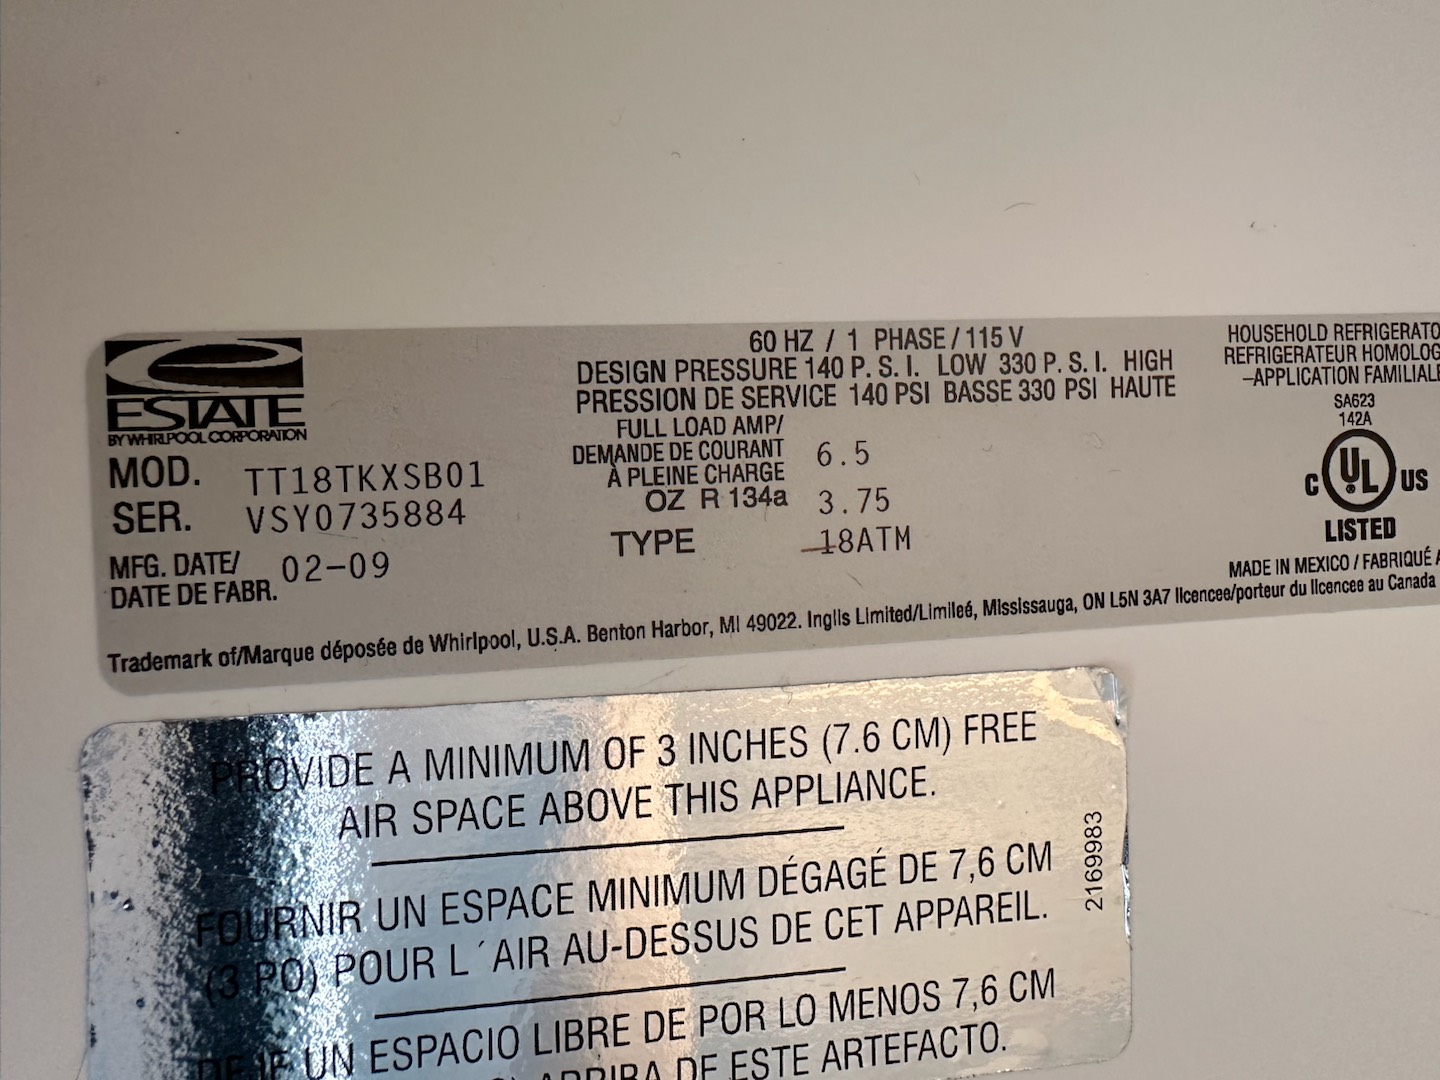 ESTATE
BY WHIRLPOOL CORPORATION
MOD. TT18TKXSB01
SER. VSY0735884
MFG. DATE/
DATE DE FABR. 02-09
60 HZ / 1 PHASE / 115 V
DESIGN PRESSURE 140 P. S. I. LOW 330 P. S. I. HIGH
PRESSION DE SERVICE 140 PSI BASSE 330 PSI HAUTE
FULL LOAD AMP/
DEMANDE DE COURANT
À PLEINE CHARGE 6.5
OZ R 134a 3.75
TYPE 18ATM
HOUSEHOLD REFRIGERATO
REFRIGERATEUR HOMOLOG
–APPLICATION FAMILIALE
SA623
142A
C UL US
LISTED
MADE IN MEXICO / FABRIQUÉ A
Trademark of/Marque déposée de Whirlpool, U.S.A. Benton Harbor, MI 49022. Inglis Limited/Limiteé, Mississauga, ON L5N 3A7 licencee/porteur du licencee au Canada
PROVIDE A MINIMUM OF 3 INCHES (7.6 CM) FREE
AIR SPACE ABOVE THIS APPLIANCE.
FOURNIR UN ESPACE MINIMUM DÉGAGÉ DE 7,6 CM
(3 PO) POUR L´AIR AU-DESSUS DE CET APPAREIL.
UN ESPACIO LIBRE DE POR LO MENOS 7,6 CM
ARRIBA DE ESTE ARTEFACTO.
2169983